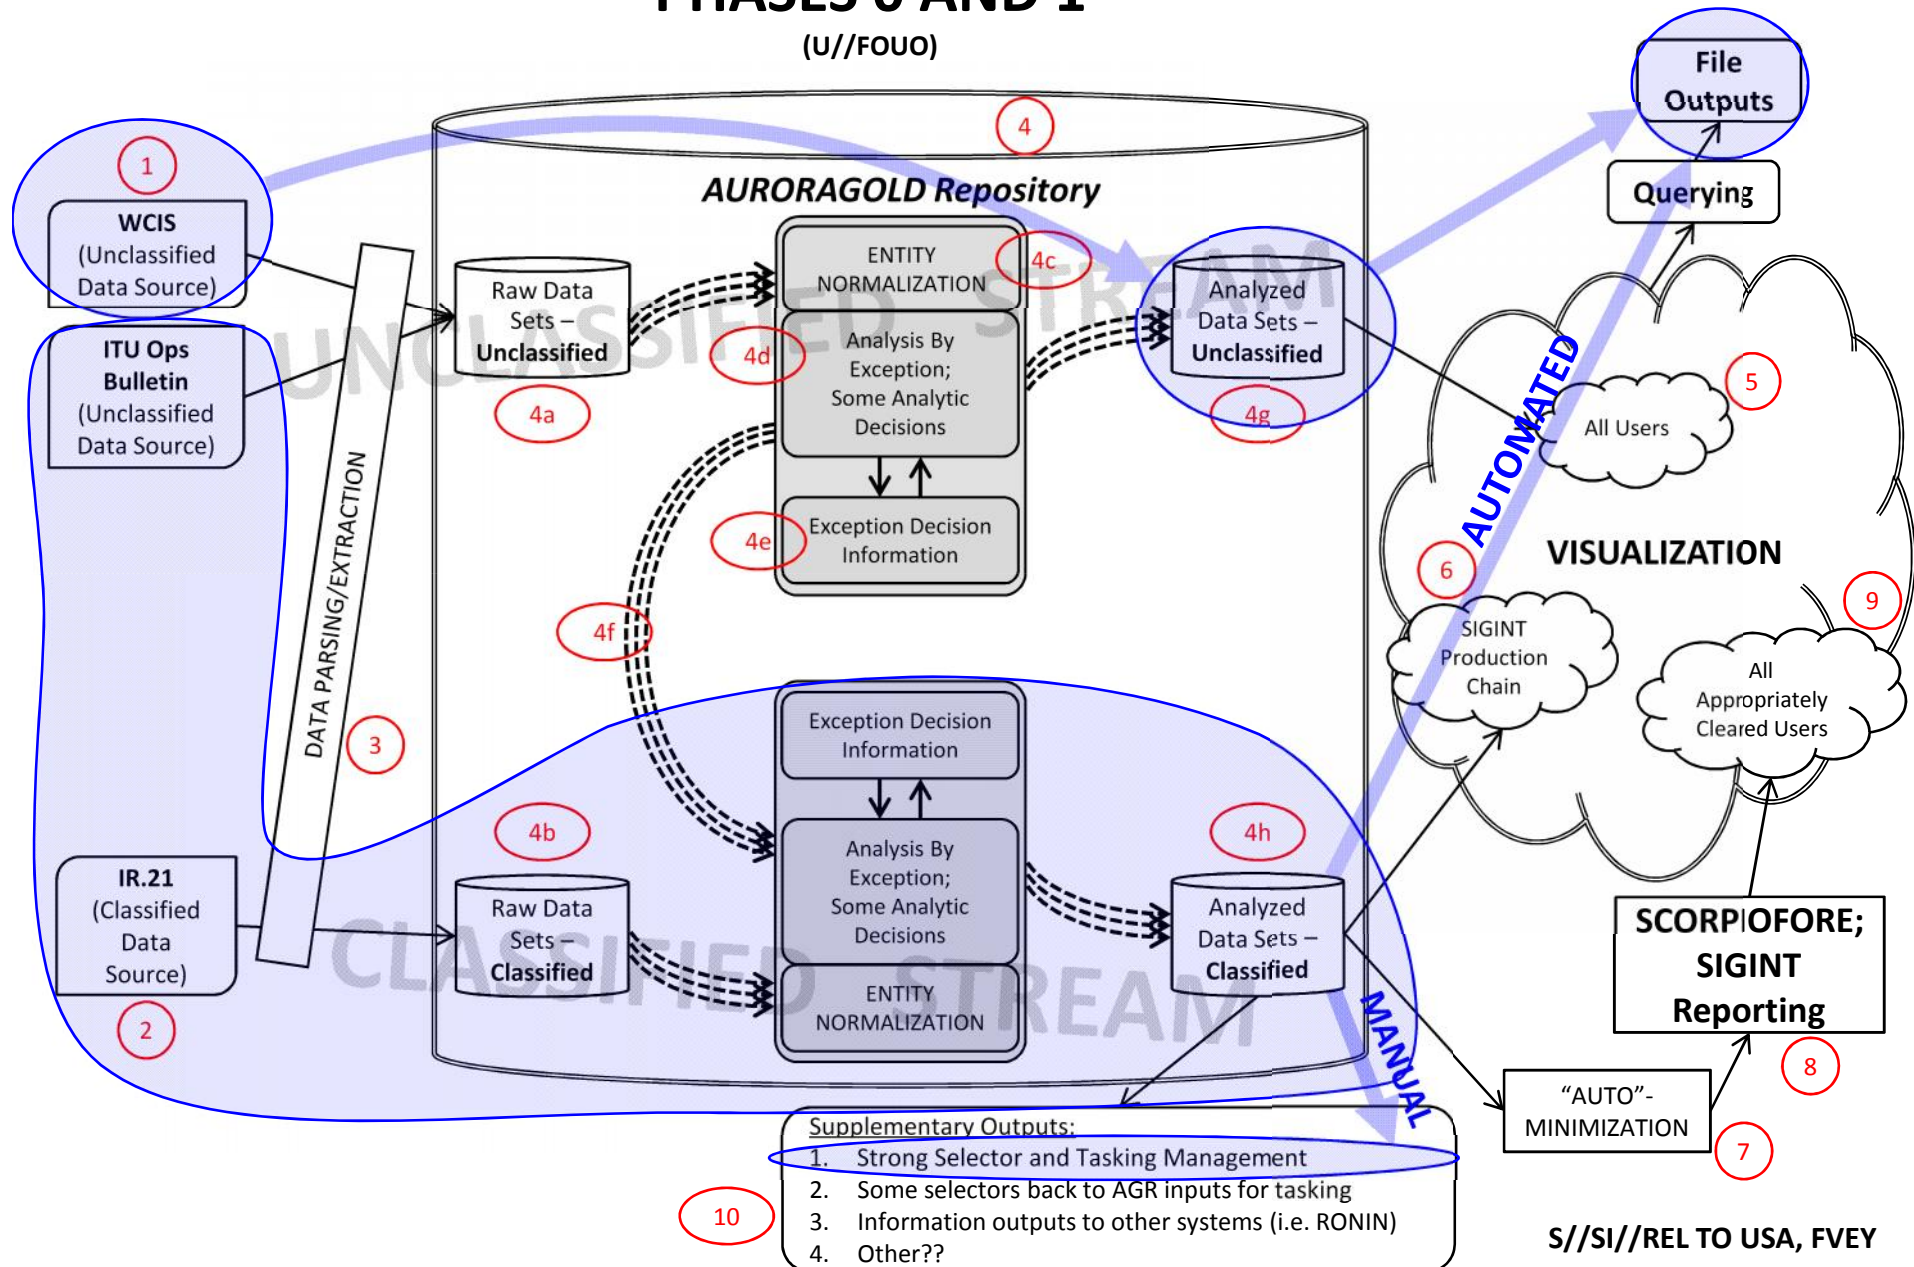 PHASES 0 AND 1
(U//FOUO)
File
Outputs
4
1
AURORAGOLD Repository
Querying
WCIS
(Unclassified
Data Source)
ENTITY
NORMALIZATION
4c
UNCLASSIFIED STREAM
Raw Data
Sets –
Unclassified
4a
Analyzed
Data Sets –
Unclassified
4g
ITU Ops
Bulletin
(Unclassified
Data Source)
4d
Analysis By
Exception;
Some Analytic
Decisions
AUTOMATED
5
All Users
DATA PARSING/EXTRACTION
4e
Exception Decision
Information
VISUALIZATION
6
9
4f
SIGINT
Production
Chain
All
Appropriately
Cleared Users
3
Exception Decision
Information
4b
4h
Analysis By
Exception;
Some Analytic
Decisions
IR.21
(Classified
Data
Source)
2
Raw Data
Sets –
Classified
Analyzed
Data Sets –
Classified
CLASSIFIED STREAM
ENTITY
NORMALIZATION
SCORPIOFORE;
SIGINT
Reporting
8
MANUAL
"AUTO"-
MINIMIZATION
7
Supplementary Outputs:
1. Strong Selector and Tasking Management
2. Some selectors back to AGR inputs for tasking
3. Information outputs to other systems (i.e. RONIN)
4. Other??
10
S//SI//REL TO USA, FVEY